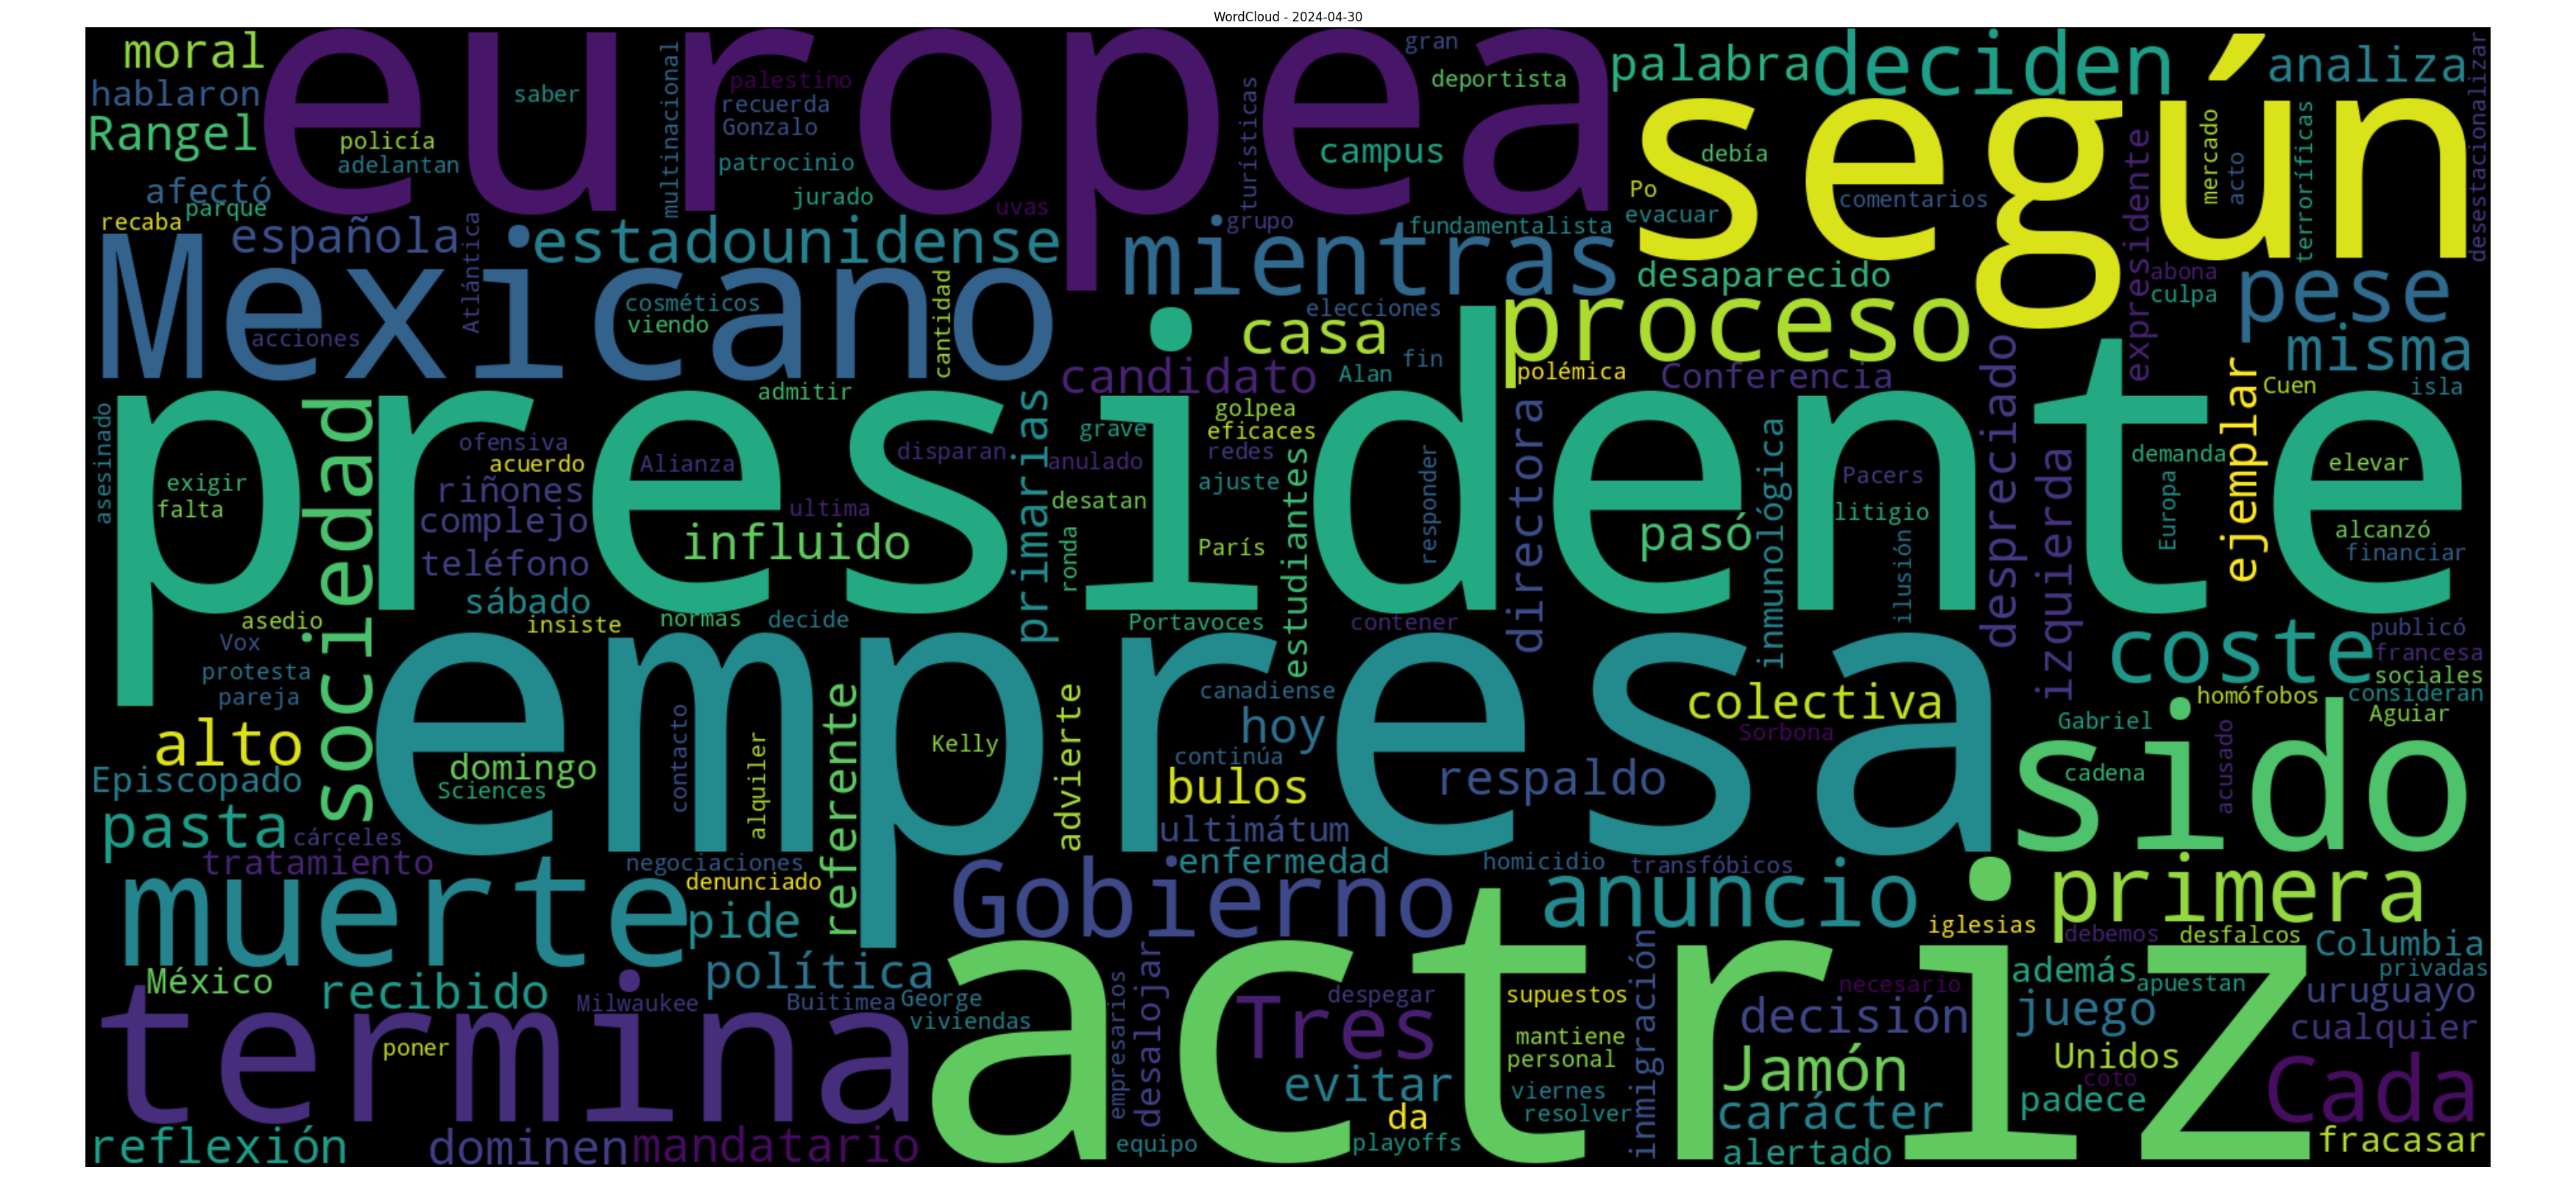 WordCloud - 2024-04-30
moral
europea
gran
palabra
deciden
analiza
hablaron
saber
multinacional
palestino
recuerda
Gonzalo
deportista
según
desestacionalizar
Rangel
policía
adelantan
patrocinio
turísticas
campus
debía
expresidente
mercado
acto
terroríficas
afectó
parque
jurado
uvas
grupo
Po
evacuar
comentarios
recaba
española
Atlántica
estadounidense
mientras
fundamentalista
desaparecido
abona
culpa
pese
Mexicano
acciones
cosméticos
viendo
cantidad
elecciones
casa
proceso
misma
candidato
Alan
fin
polémica
Conferencia
Cuen
isla
presidente
admitir
asesinado
sociedad
ofensiva
acuerdo
Alianza
disparan
primarias
grave
golpea
eficaces
redes
anulado
directora
despreciado
izquierda
demanda
ejemplar
elevar
exigir
falta
riñones
complejo
ultima
influido
desatan
ajuste
estudiantes
responder
inmunológica
Pacers
litigio
pasó
Europa
alcanzó
financiar
teléfono
ronda
París
ilusión
sábado
asedio
insiste
normas
decide
Portavoces
contener
Vox
coste
publicó
francesa
protesta
pareja
empresa
canadiense
colectiva
sociales
consideran
homófobos
referente
contacto
alquiler
Kelly
advierte
hoy
Sorbona
Gabriel
Aguiar
alto
domingo
Sciences
continúa
bulos
respaldo
sido
cadena
acusado
Episcopado
pasta
cárceles
ultimátum
tratamiento
negociaciones
enfermedad
homicidio
transfóbicos
muerte
denunciado
pide
Gobierno
anuncio
primera
iglesias
debemos
desfalcos
Columbia
México
recibido
política
actriz
desalojar
inmigración
además
privadas
Milwaukee
Buitimea
George
viviendas
empresarios
Tres
despegar
supuestos
necesario
apuestan
uruguayo
termina
poner
mantiene
personal
decisión
juego
cualquier
evitar
Jamón
Unidos
coto
Cada
viernes
resolver
da
carácter
padece
reflexión
dominen
mandatario
equipo
playoffs
alertado
fracasar